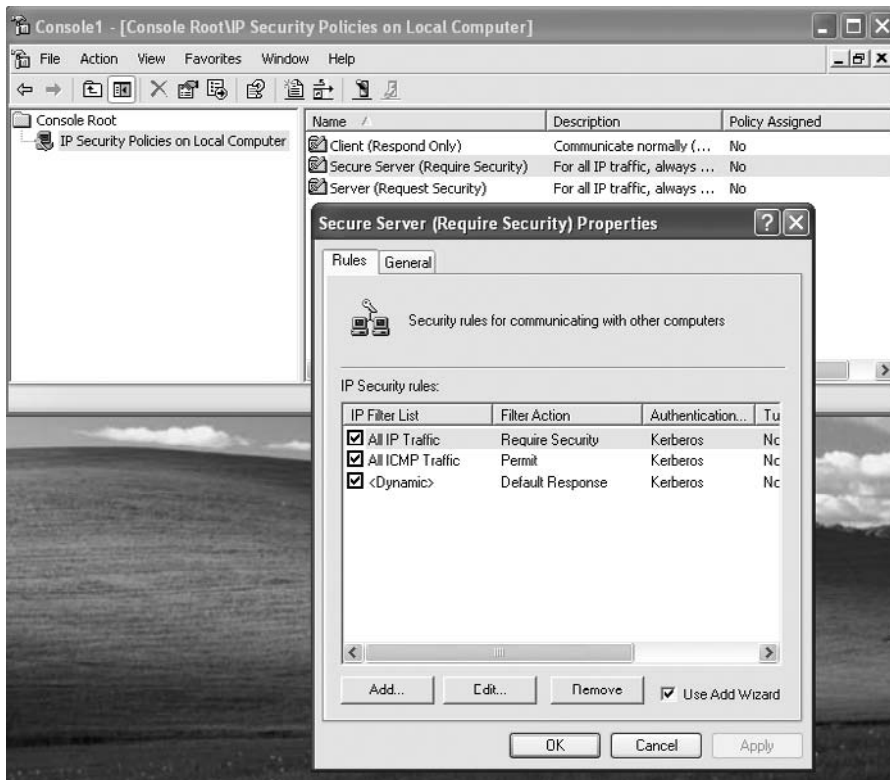 Console1 - [Console Root\IP Security Policies on Local Computer]
File Action View Favorites Window Help
Console Root
IP Security Policies on Local Computer
Name Description Policy Assigned
Client (Respond Only) Communicate normally (... No
Secure Server (Require Security) For all IP traffic, always ... No
Server (Request Security) For all IP traffic, always ... No
Secure Server (Require Security) Properties
Rules General
Security rules for communicating with other computers
IP Security rules:
IP Filter List Filter Action Authentication... Tu
All IP Traffic Require Security Kerberos Nc
All ICMP Traffic Permit Kerberos Nc
<Dynamic> Default Response Kerberos Nc
Add... Edit... Remove Use Add Wizard
OK Cancel Apply